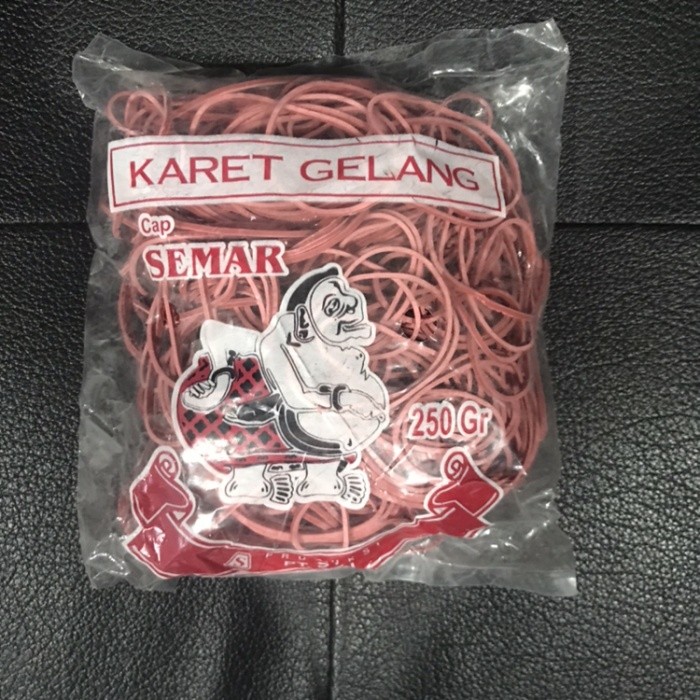 KARET GELANG
Cap
SEMAR
250 Gr